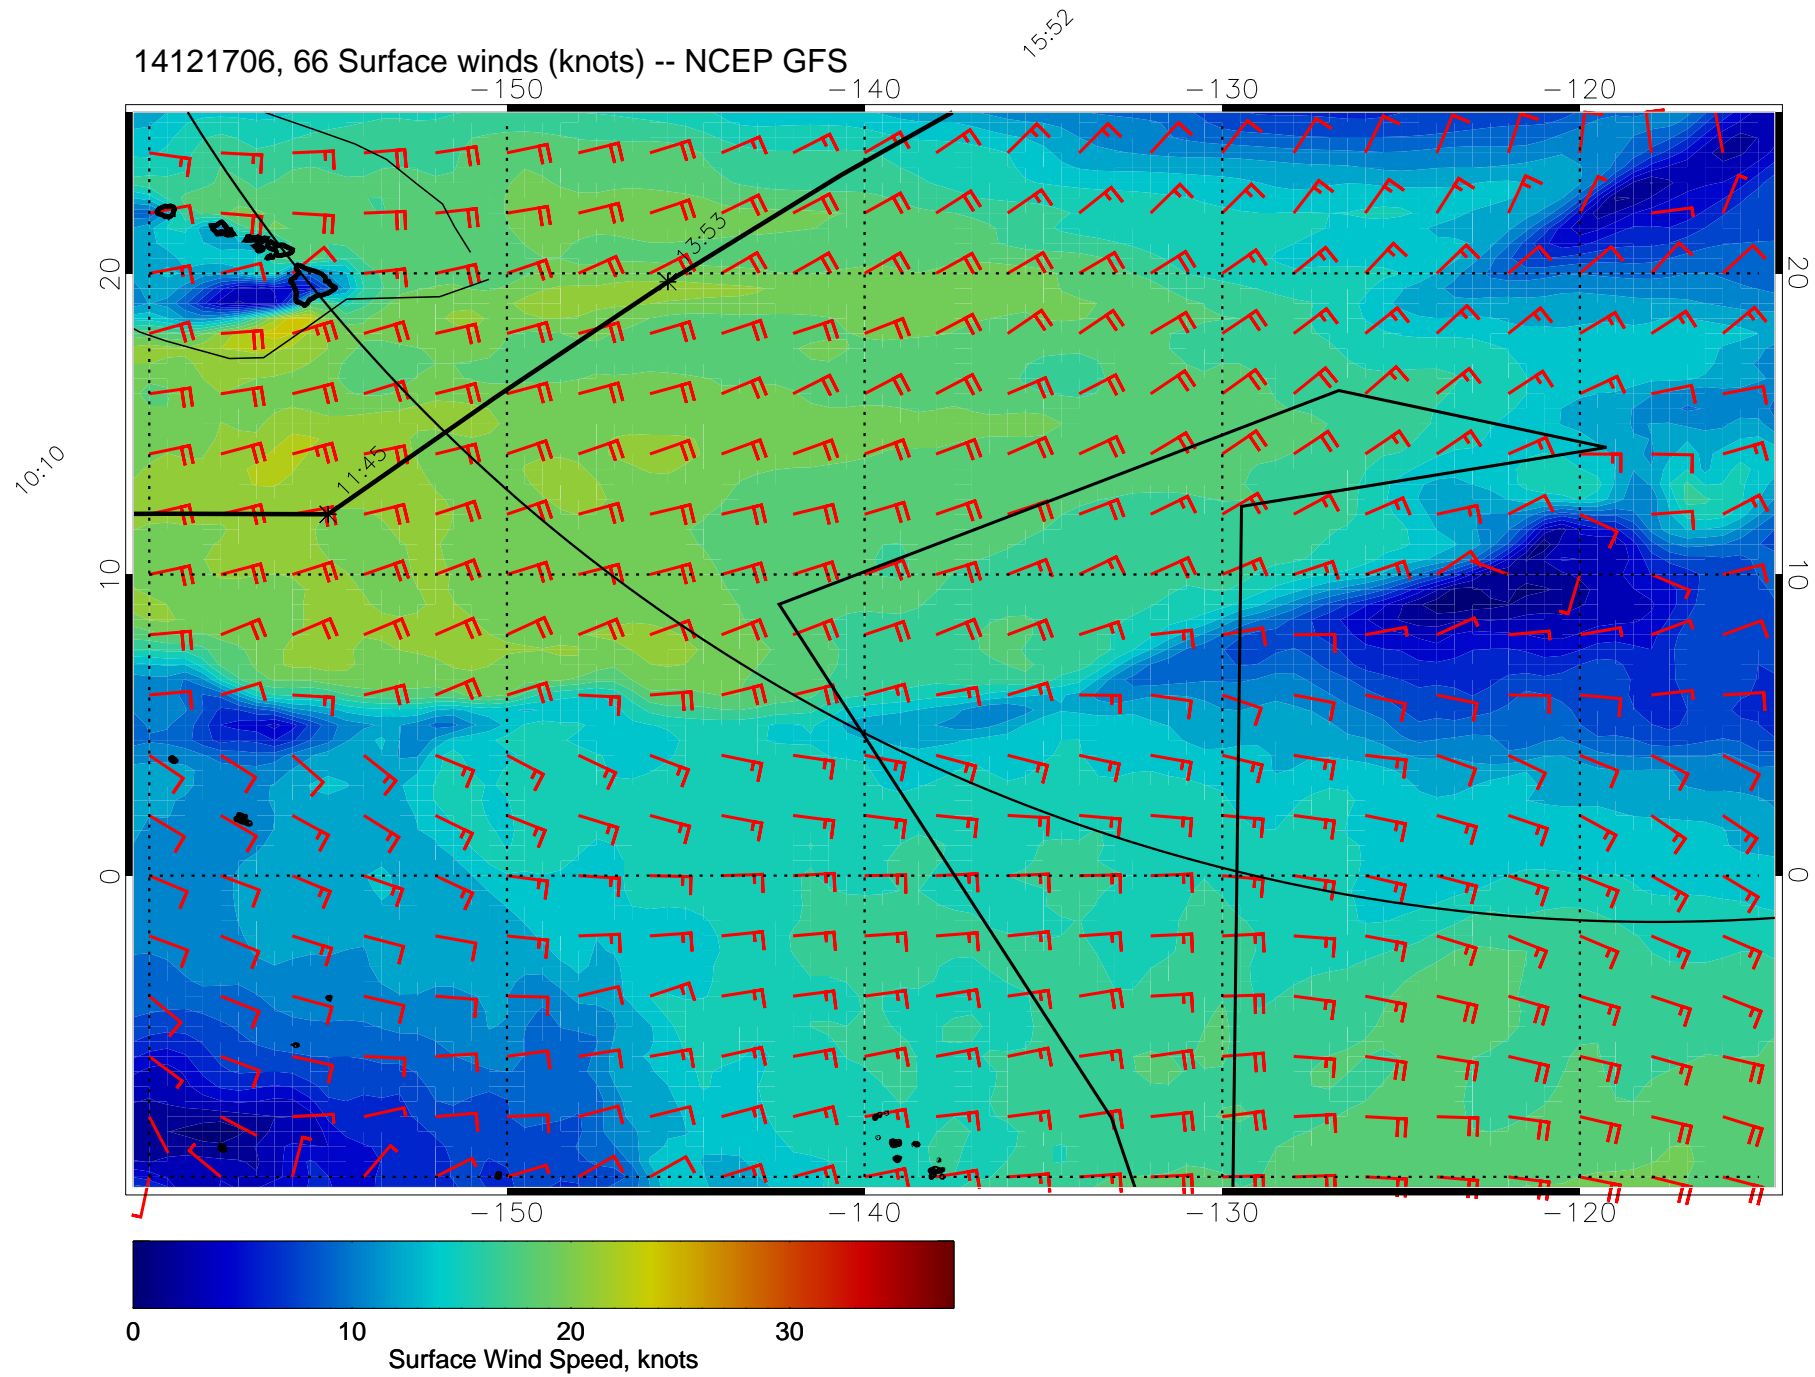 15:52
14121706, 66 Surface winds (knots) -- NCEP GFS
-150 -140 -130 -120
13:53
20 20
10:10
11:45
10 10
0 0
-150 -140 -130 -120
0 10 20 30
Surface Wind Speed, knots